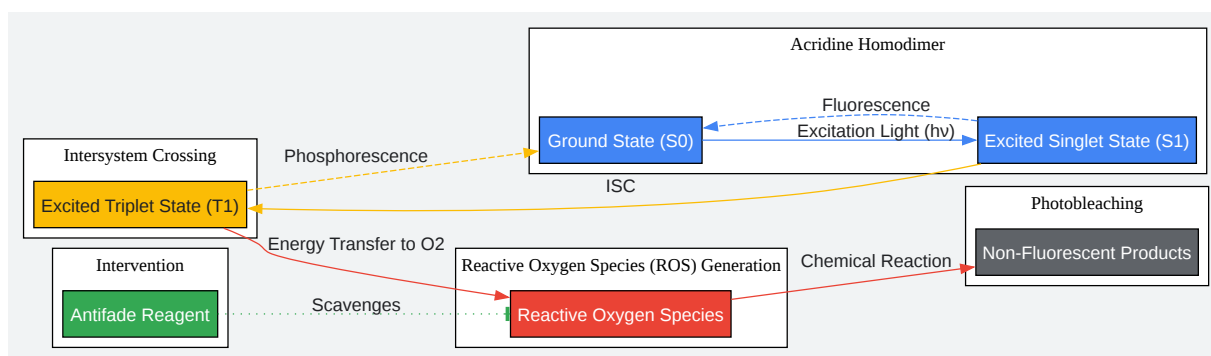 Acridine Homodimer
Fluorescence
Ground State (S0)
Excitation Light (hν)
Excited Singlet State (S1)
Intersystem Crossing
Phosphorescence
ISC
Excited Triplet State (T1)
Photobleaching
Energy Transfer to O2
Non-Fluorescent Products
Intervention
Reactive Oxygen Species (ROS) Generation
Chemical Reaction
Antifade Reagent
Scavenges
Reactive Oxygen Species